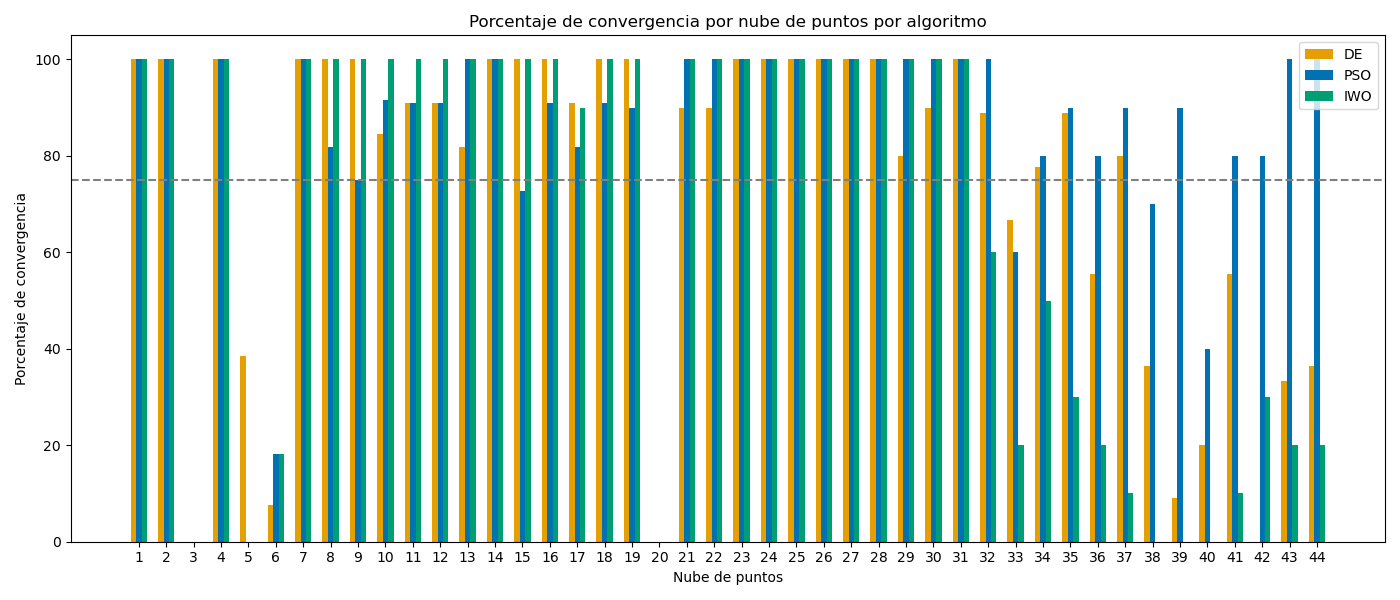 Porcentaje de convergencia por nube de puntos por algoritmo
DE
PSO
IWO
Porcentaje de convergencia
100
80
60
40
20
0
1 2 3 4 5 6 7 8 9 10 11 12 13 14 15 16 17 18 19 20 21 22 23 24 25 26 27 28 29 30 31 32 33 34 35 36 37 38 39 40 41 42 43 44
Nube de puntos